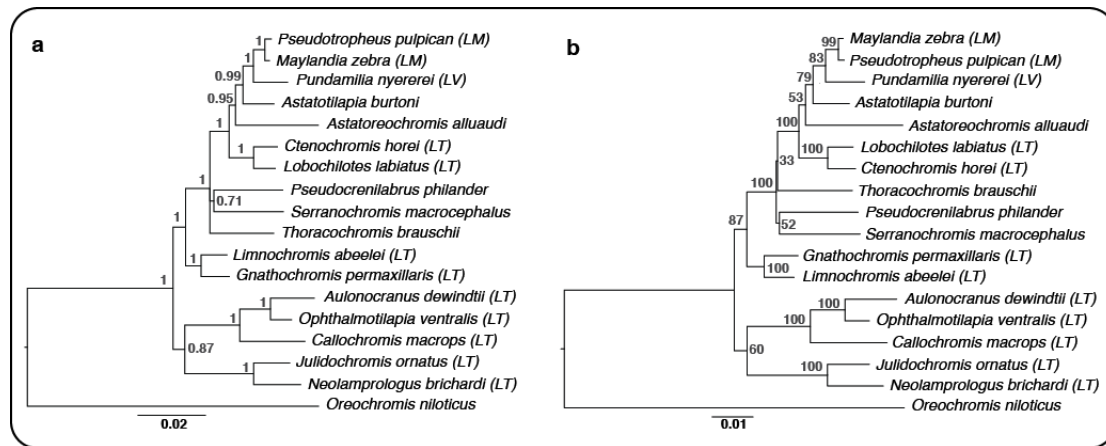 a
1 Pseudotropheus pulpican (LM)
1 Maylandia zebra (LM)
0.99 Pundamilia nyererei (LV)
0.95 Astatotilapia burtoni
1 Astatoreochromis alluaudi
1 Ctenochromis horei (LT)
Lobochilotes labiatus (LT)
1 Pseudocrenilabrus philander
0.71 Serranochromis macrocephalus
1 Thoracochromis brauschii
1 Limnochromis abeelei (LT)
1 Gnathochromis permaxillaris (LT)
1 Aulonocranus dewindtii (LT)
1 Ophthalmotilapia ventralis (LT)
Callochromis macrops (LT)
0.87
1 Julidochromis ornatus (LT)
Neolamprologus brichardi (LT)
Oreochromis niloticus
0.02
b
99 Maylandia zebra (LM)
83 Pseudotropheus pulpican (LM)
79 Pundamilia nyererei (LV)
53 Astatotilapia burtoni
100 Astatoreochromis alluaudi
100 Lobochilotes labiatus (LT)
33 Ctenochromis horei (LT)
100 Thoracochromis brauschii
Pseudocrenilabrus philander
87 52 Serranochromis macrocephalus
Gnathochromis permaxillaris (LT)
100 Limnochromis abeelei (LT)
100 Aulonocranus dewindtii (LT)
100 Ophthalmotilapia ventralis (LT)
Callochromis macrops (LT)
60
100 Julidochromis ornatus (LT)
Neolamprologus brichardi (LT)
Oreochromis niloticus
0.01